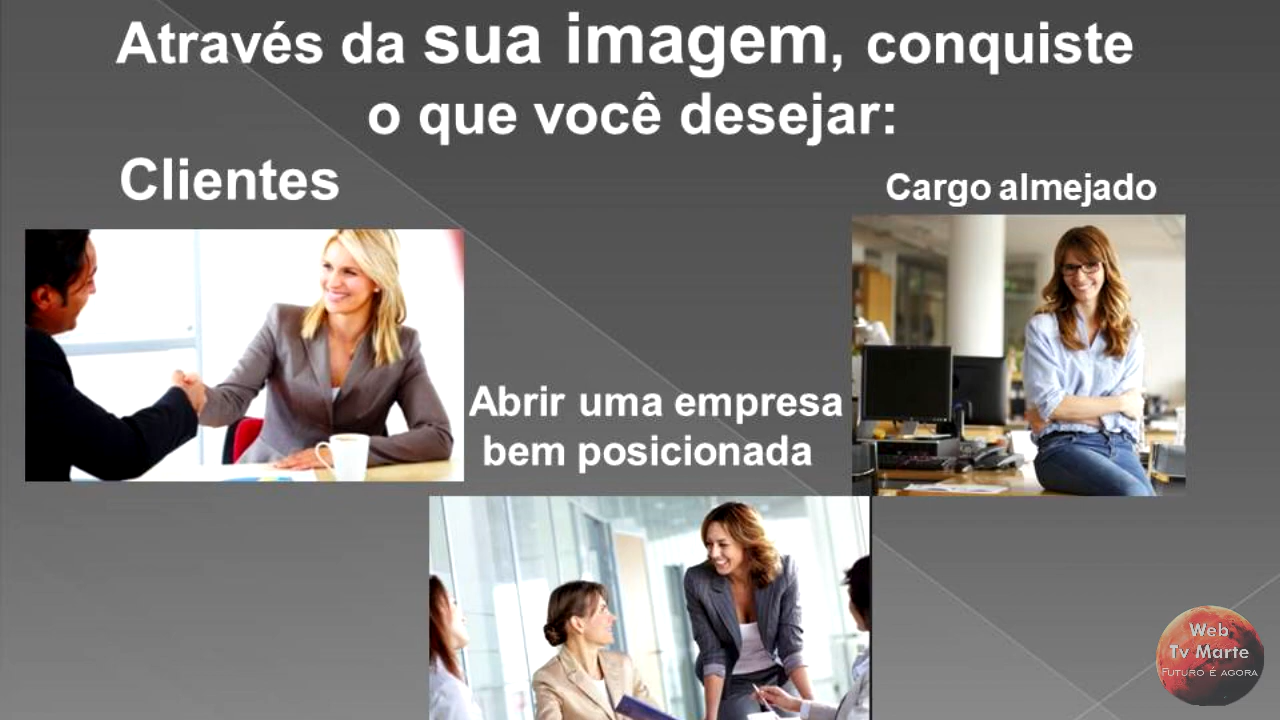 Através da sua imagem, conquiste
o que você desejar:
Clientes
Cargo almejado
Abrir uma empresa
bem posicionada
Web
Tv Marte
Futuro é agora